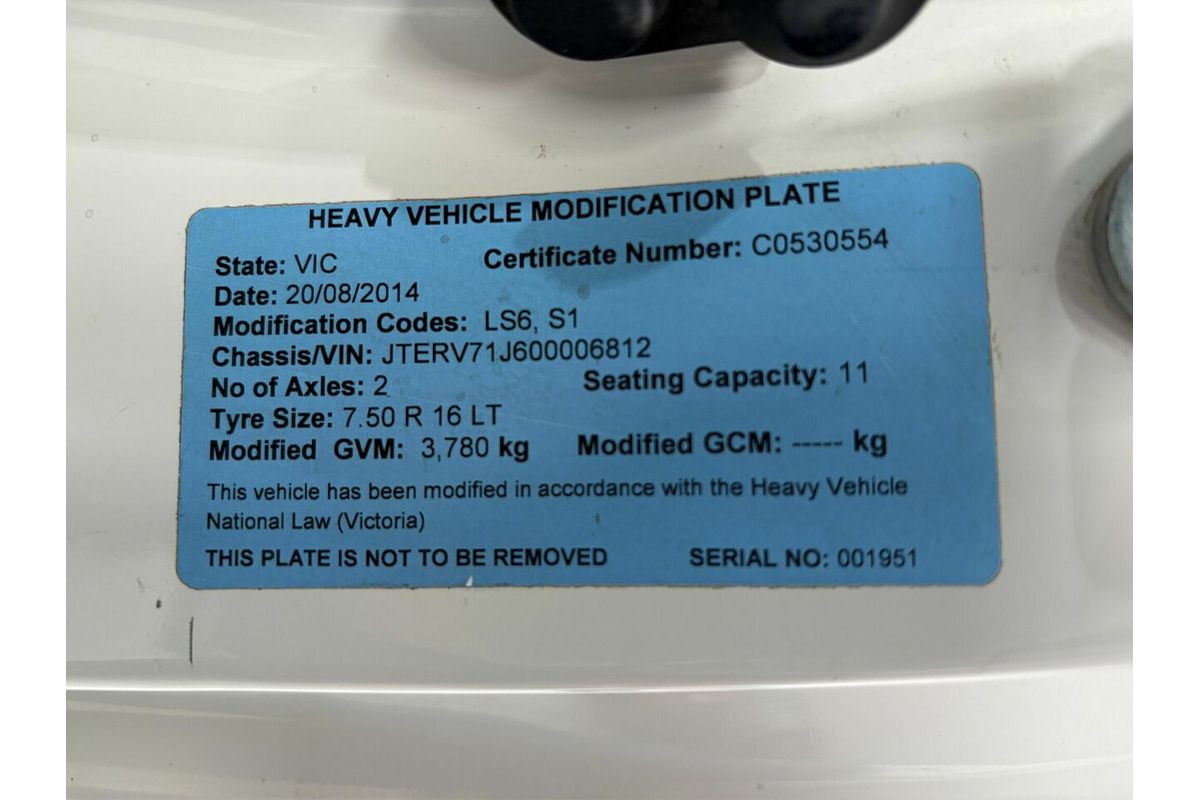 HEAVY VEHICLE MODIFICATION PLATE
State: VIC Certificate Number: C0530554
Date: 20/08/2014
Modification Codes: LS6, S1
Chassis/VIN: JTERV71J600006812
No of Axles: 2 Seating Capacity: 11
Tyre Size: 7.50 R 16 LT
Modified GVM: 3,780 kg Modified GCM: ----- kg
This vehicle has been modified in accordance with the Heavy Vehicle
National Law (Victoria)
THIS PLATE IS NOT TO BE REMOVED SERIAL NO: 001951